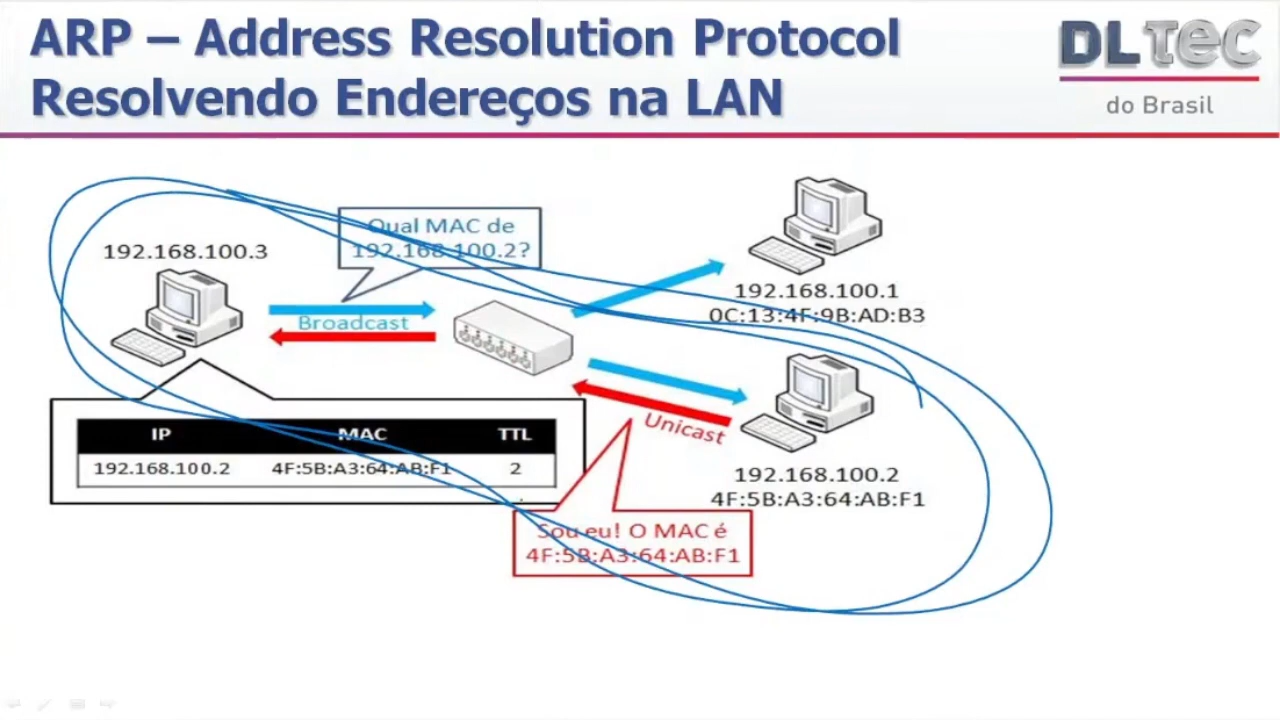 ARP – Address Resolution Protocol
Resolvendo Endereços na LAN
DLTEC
do Brasil
192.168.100.3
Qual MAC de
192.168.100.2?
Broadcast
192.168.100.1
0C:13:4F:9B:AD:B3
Unicast
192.168.100.2
4F:5B:A3:64:AB:F1
IP MAC TTL
192.168.100.2 4F:5B:A3:64:AB:F1 2
Sou eu! O MAC é
4F:5B:A3:64:AB:F1